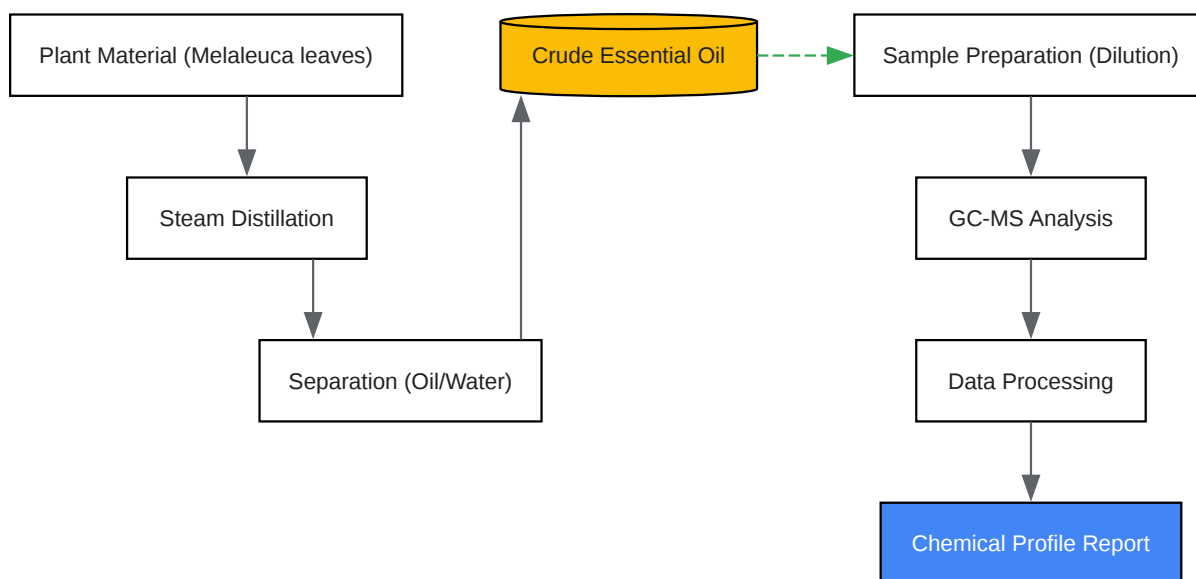 Plant Material (Melaleuca leaves)
Steam Distillation
Separation (Oil/Water)
Crude Essential Oil
Sample Preparation (Dilution)
GC-MS Analysis
Data Processing
Chemical Profile Report